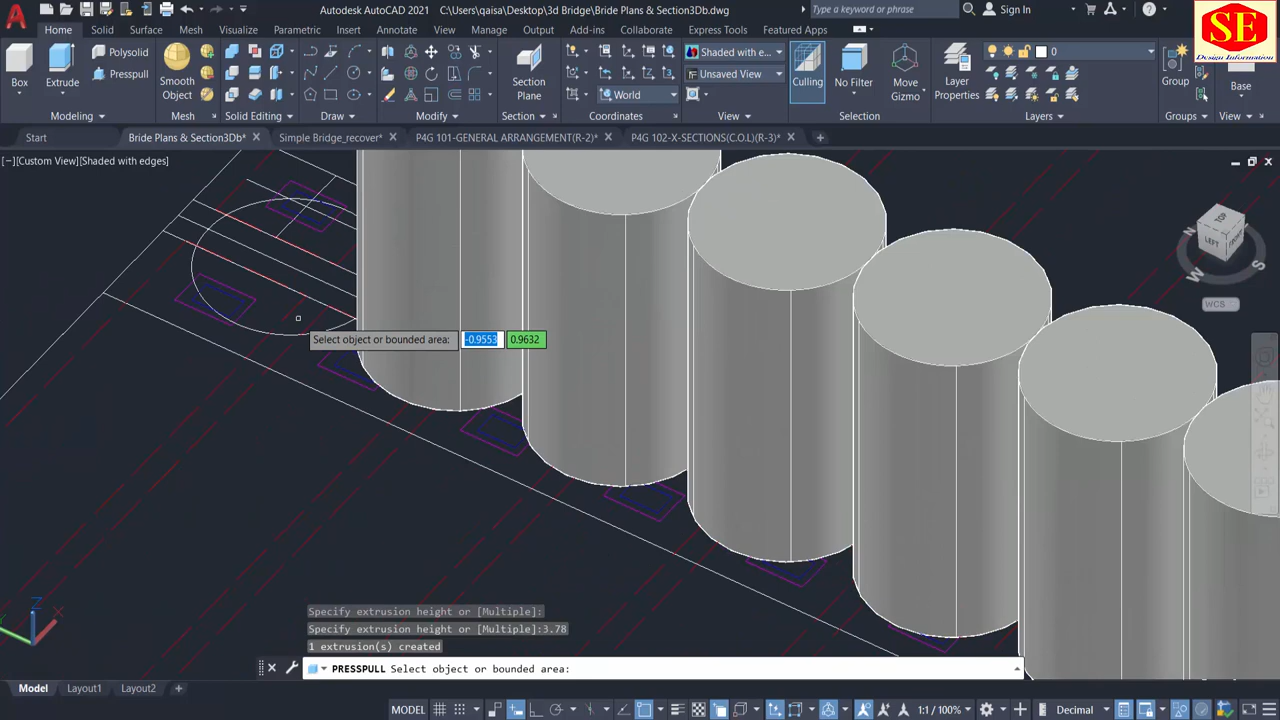 Autodesk AutoCAD 2021 C:\Users\qaisa\Desktop\3d Bridge\Bride Plans & Section3Db.dwg
Type a keyword or phrase
Sign In
SE
Design Information
Home Solid Surface Mesh Visualize Parametric Insert Annotate View Manage Output Add-ins Collaborate Express Tools Featured Apps
Box
Extrude
Polysolid
Presspull
Smooth
Object
Section
Plane
World
Shaded with e...
Unsaved View
Culling
No Filter
Move
Gizmo
Layer
Properties
0
Group
Base
Modeling
Mesh
Solid Editing
Draw
Modify
Section
Coordinates
View
Selection
Layers
Groups
View
Start
Bride Plans & Section3Db*
Simple Bridge_recover*
P4G 101-GENERAL ARRANGEMENT(R-2)*
P4G 102-X-SECTIONS(C.O.L)(R-3)*
[−][Custom View][Shaded with edges]
TOP
LEFT
FRONT
N
W
S
WCS
Select object or bounded area: -0.9553 0.9632
Z
X
Y
Specify extrusion height or [Multiple]:
Specify extrusion height or [Multiple]:3.78
1 extrusion(s) created
PRESSPULL Select object or bounded area:
Model Layout1 Layout2
MODEL
1:1 / 100%
Decimal